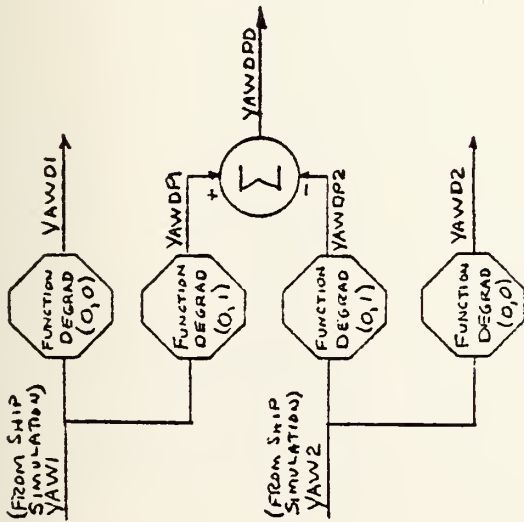 (FROM SHIP
SIMULATION)
YAW1
FUNCTION
DEGRAD
(0,0)
YAWD1
FUNCTION
DEGRAD
(0,1)
YAWDP1
+
Σ
YAWDPD
-
(FROM SHIP
SIMULATION)
YAW2
FUNCTION
DEGRAD
(0,1)
YAWDP2
FUNCTION
DEGRAD
(0,0)
YAWD2